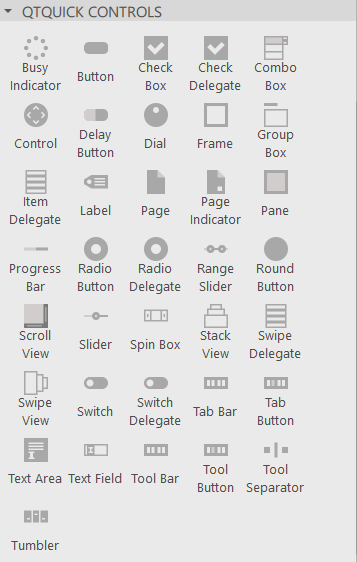 QTQUICK CONTROLS
Busy Indicator
Button
Check Box
Check Delegate
Combo Box
Control
Delay Button
Dial
Frame
Group Box
Item Delegate
Label
Page
Page Indicator
Pane
Progress Bar
Radio Button
Radio Delegate
Range Slider
Round Button
Scroll View
Slider
Spin Box
Stack View
Swipe Delegate
Swipe View
Switch
Switch Delegate
Tab Bar
Tab Button
Text Area
Text Field
Tool Bar
Tool Button
Tool Separator
Tumbler